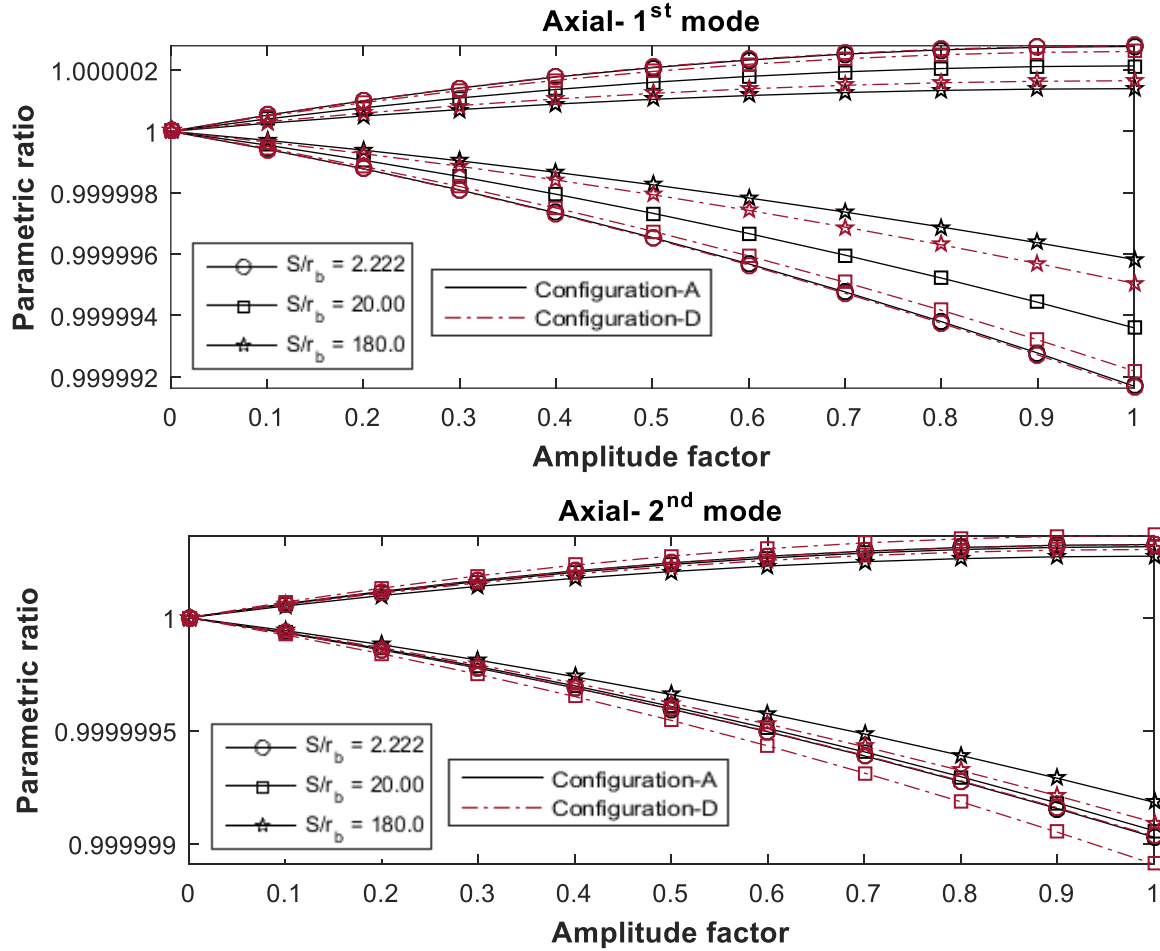 Axial- 1st mode
Parametric ratio
1.000002
1
0.999998
0.999996
0.999994
0.999992
S/rb = 2.222
S/rb = 20.00
S/rb = 180.0
Configuration-A
Configuration-D
0 0.1 0.2 0.3 0.4 0.5 0.6 0.7 0.8 0.9 1
Amplitude factor
Axial- 2nd mode
Parametric ratio
1
0.9999995
0.999999
S/rb = 2.222
S/rb = 20.00
S/rb = 180.0
Configuration-A
Configuration-D
0 0.1 0.2 0.3 0.4 0.5 0.6 0.7 0.8 0.9 1
Amplitude factor